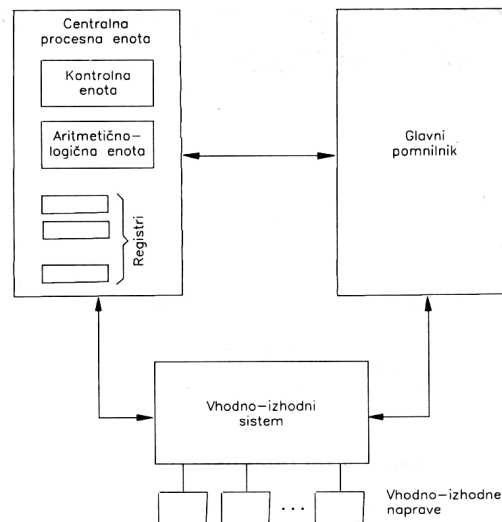 Centralna
procesna enota
Kontrolna
enota
Aritmetično-
logična enota
Registri
Glavni
pomnilnik
Vhodno-izhodni
sistem
Vhodno-izhodne
naprave